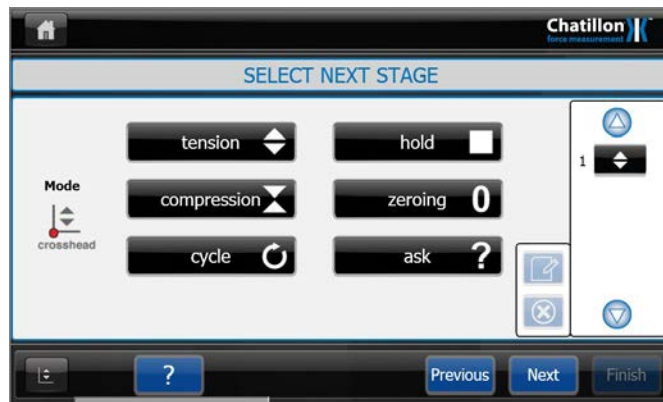 Chatillon
force measurement
SELECT NEXT STAGE
tension
hold
1
Mode
compression
zeroing 0
crosshead
cycle
ask ?
?
Previous
Next
Finish